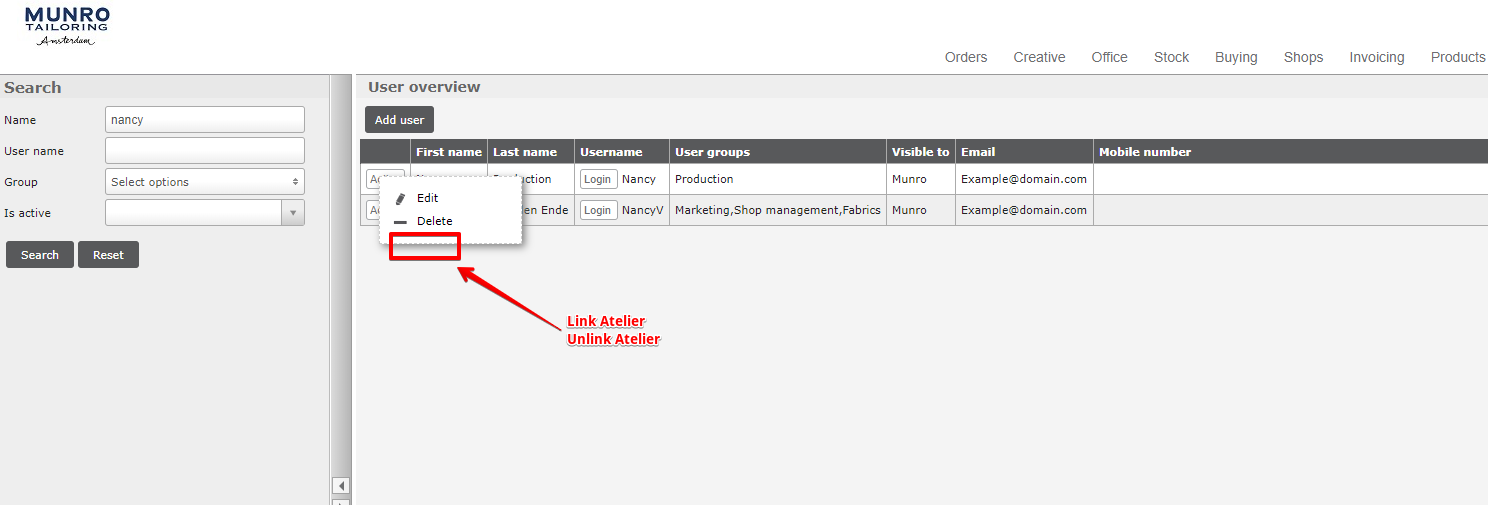 MUNRO
TAILORING
Amsterdam
Orders Creative Office Stock Buying Shops Invoicing Products
Search
Name nancy
User name
Group Select options
Is active
Search Reset
User overview
Add user
First name Last name Username User groups Visible to Email Mobile number
Production Login Nancy Production Munro Example@domain.com
en Ende Login NancyV Marketing,Shop management,Fabrics Munro Example@domain.com
Edit
Delete
Link Atelier
Unlink Atelier